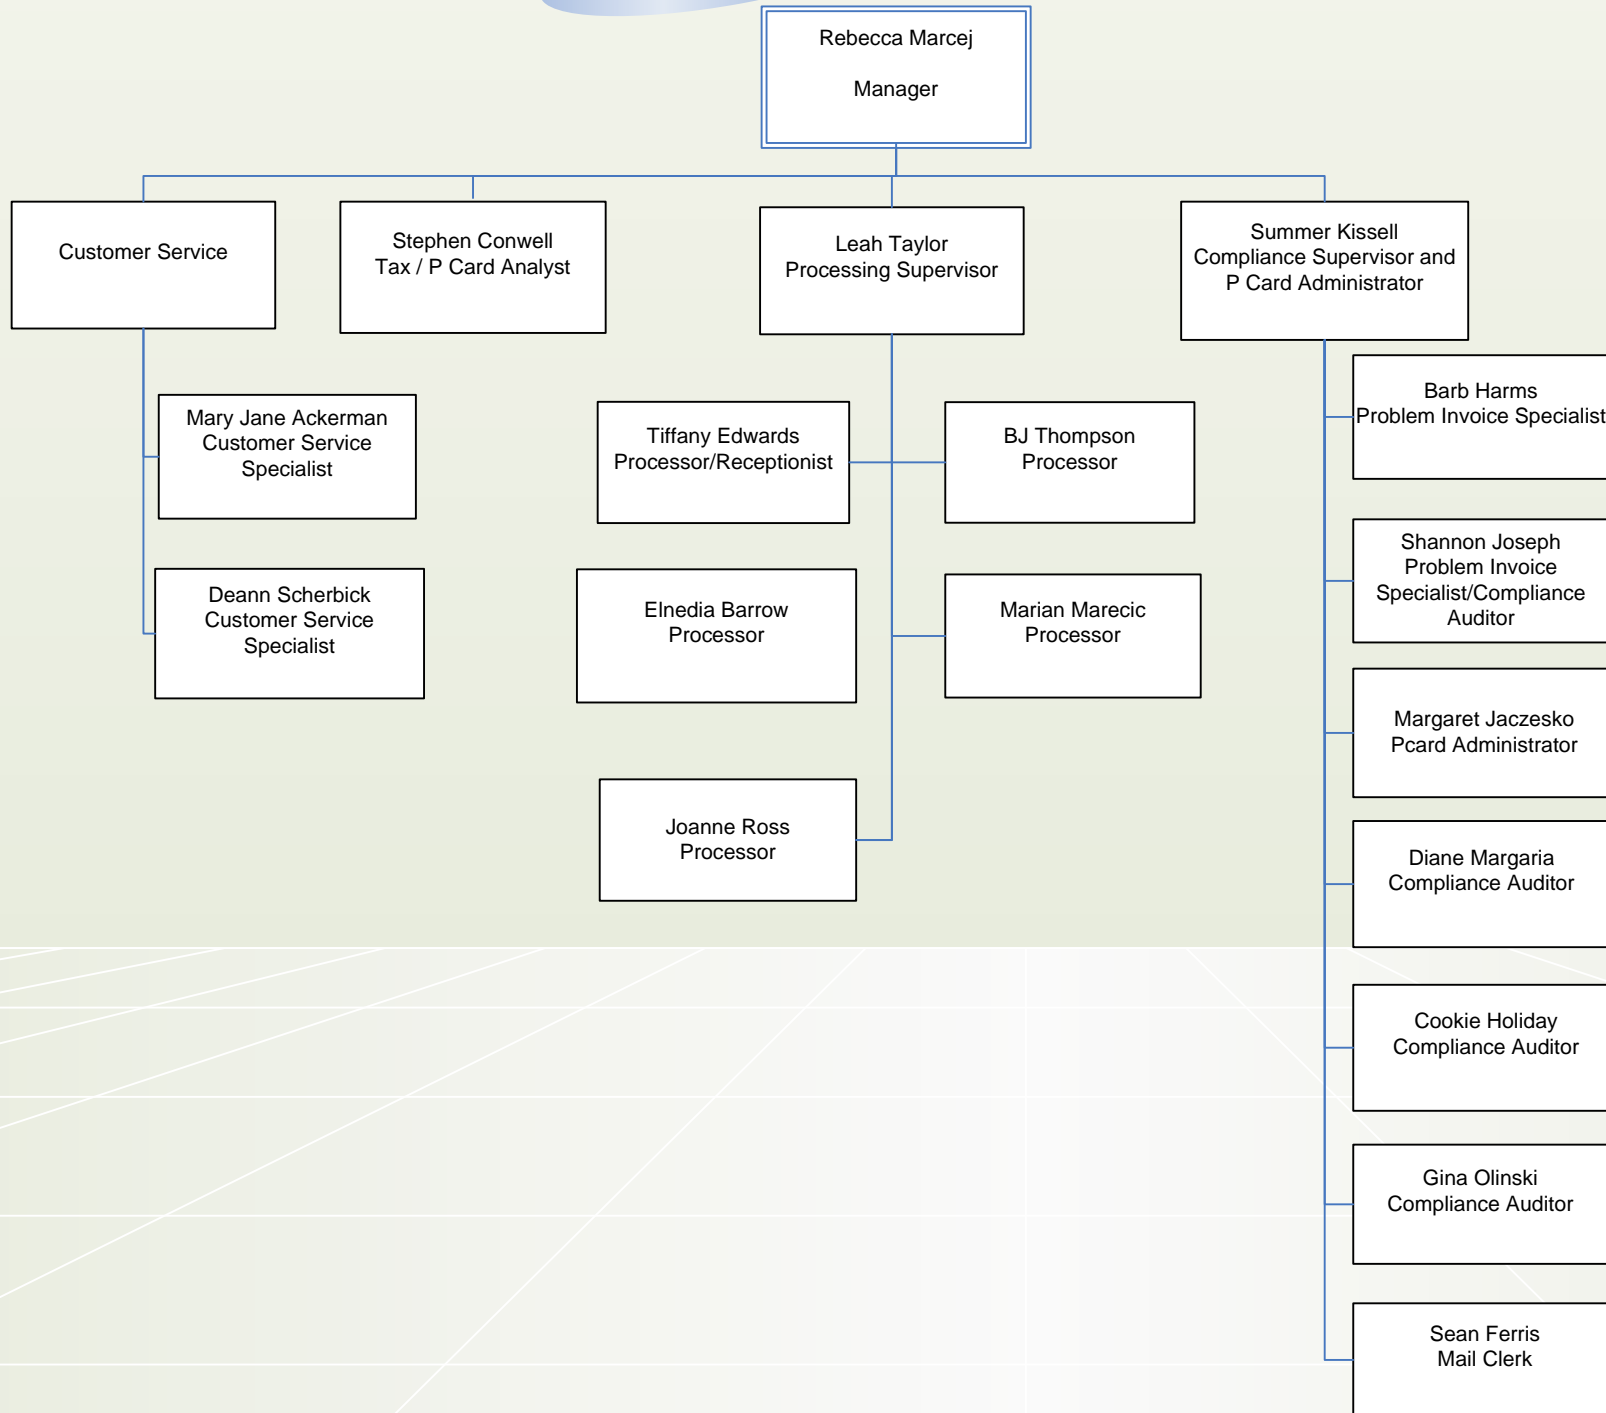 Rebecca Marcej
Manager
Customer Service
Stephen Conwell
Tax / P Card Analyst
Leah Taylor
Processing Supervisor
Summer Kissell
Compliance Supervisor and
P Card Administrator
Mary Jane Ackerman
Customer Service
Specialist
Deann Scherbick
Customer Service
Specialist
Tiffany Edwards
Processor/Receptionist
BJ Thompson
Processor
Elnedia Barrow
Processor
Marian Marecic
Processor
Joanne Ross
Processor
Barb Harms
Problem Invoice Specialist
Shannon Joseph
Problem Invoice
Specialist/Compliance
Auditor
Margaret Jaczesko
Pcard Administrator
Diane Margaria
Compliance Auditor
Cookie Holiday
Compliance Auditor
Gina Olinski
Compliance Auditor
Sean Ferris
Mail Clerk